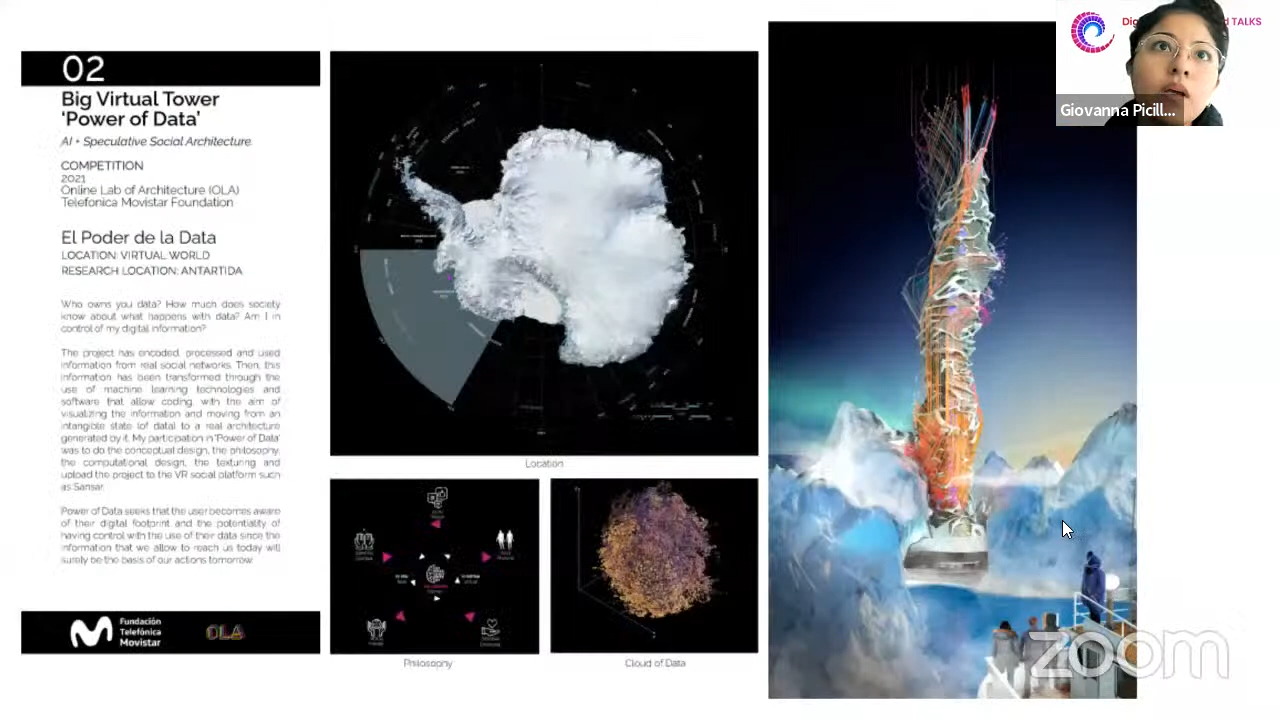 02
Big Virtual Tower
‘Power of Data’
AI + Speculative Social Architecture
COMPETITION
2021
Online Lab of Architecture (OLA)
Telefonica Movistar Foundation
El Poder de la Data
LOCATION: VIRTUAL WORLD
RESEARCH LOCATION: ANTARTIDA
Who owns you data? How much does society
know about what happens with data? Am I in
control of my digital information?
The project has encoded, processed and used
information from real social networks. Then, this
information has been transformed through the
use of machine learning technologies and
software that allow coding, with the aim of
visualizing the information and moving from an
intangible state (of data) to a real architecture
generated by it. My participation in 'Power of Data'
was to do the conceptual design, the philosophy,
the computational design, the texturing and
upload the project to the VR social platform such
as Sansar.
Power of Data seeks that the user becomes aware
of their digital footprint and the potentiality of
having control with the use of their data since the
information that we allow to reach us today will
surely be the basis of our actions tomorrow.
Fundación
Telefónica
Movistar
OLA
Location
Philosophy
Cloud of Data
TALKS
Giovanna Picill...
zoom